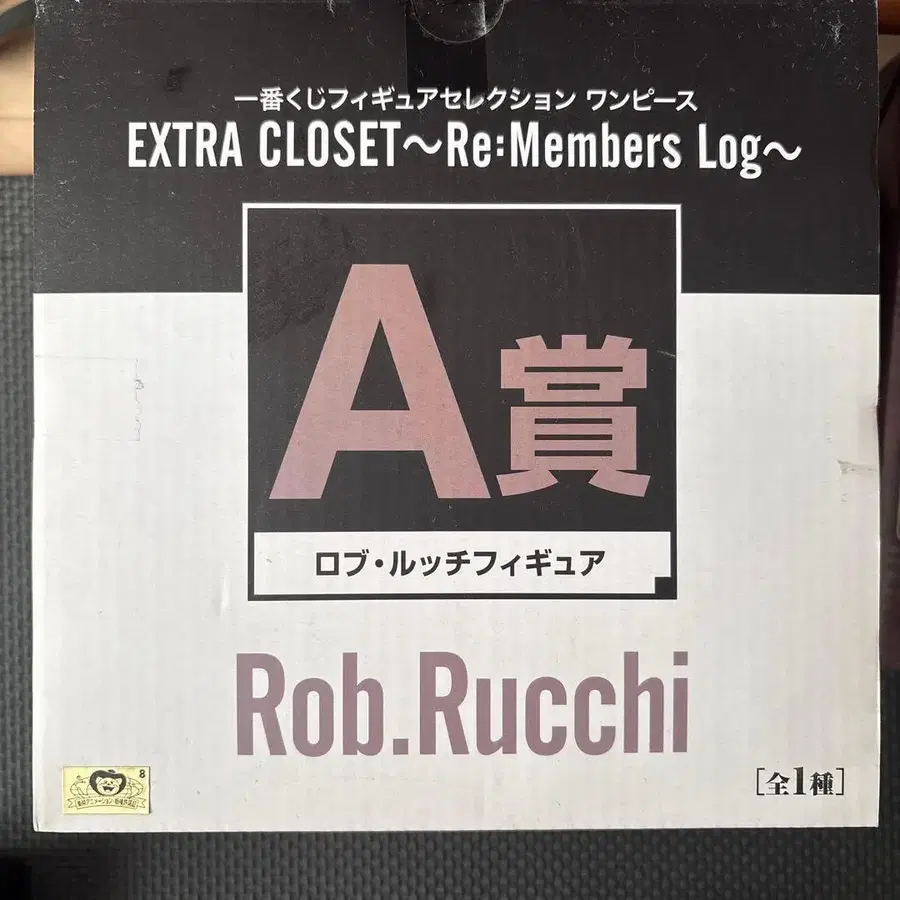 一番くじフィギュアセレクション ワンピース
EXTRA CLOSET～Re:Members Log～
A賞
ロブ・ルッチフィギュア
Rob.Rucchi
8
[全1種]